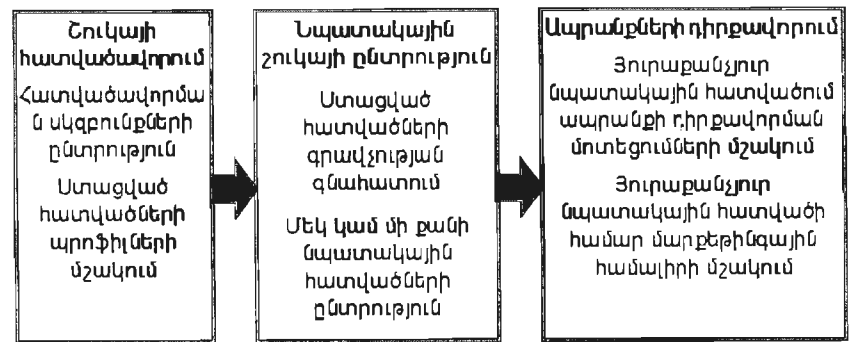 Շուկայի
հատվածավորում
Հատվածավորմա
ն սկզբունքների
ընտրություն
Ստացված
հատվածների
պրոֆիլների
մշակում
Նպատակային
շուկայի ընտրություն
Ստացված
հատվածների
գրավչության
գնահատում
Մեկ կամ մի քանի
նպատակային
հատվածների
ընտրություն
Ապրանքների դիրքավորում
Յուրաքանչյուր
նպատակային հատվածում
ապրանքի դիրքավորման
մոտեցումների մշակում
Յուրաքանչյուր
նպատակային հատվածի
համար մարքեթինգային
համալիրի մշակում